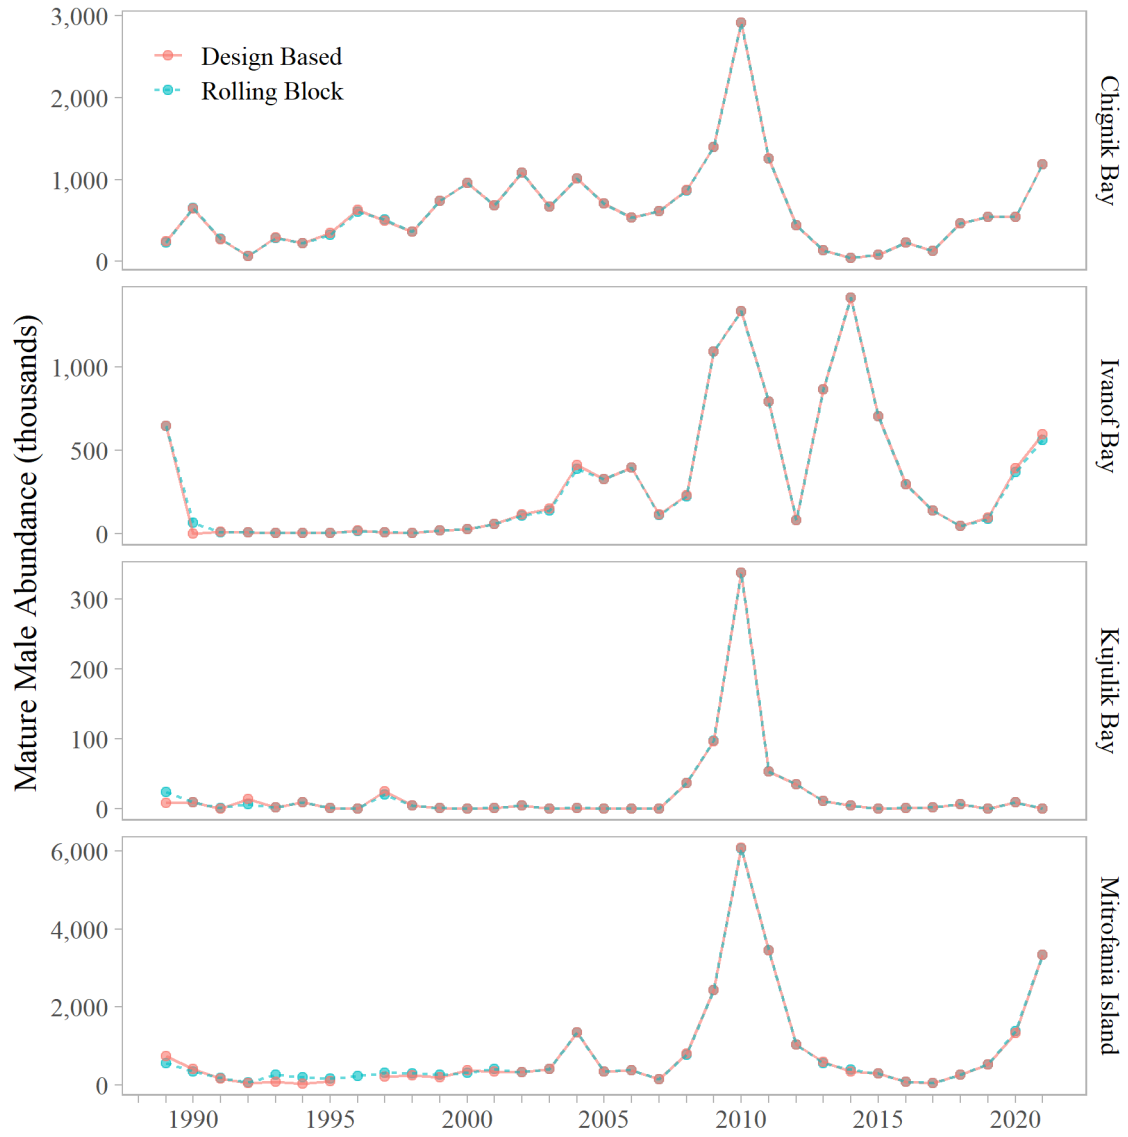 Mature Male Abundance (thousands)
Design Based
Rolling Block
3,000
2,000
1,000
0
Chignik Bay
1,000
500
0
Ivanof Bay
300
200
100
0
Kujulik Bay
6,000
4,000
2,000
0
Mitrofania Island
1990 1995 2000 2005 2010 2015 2020